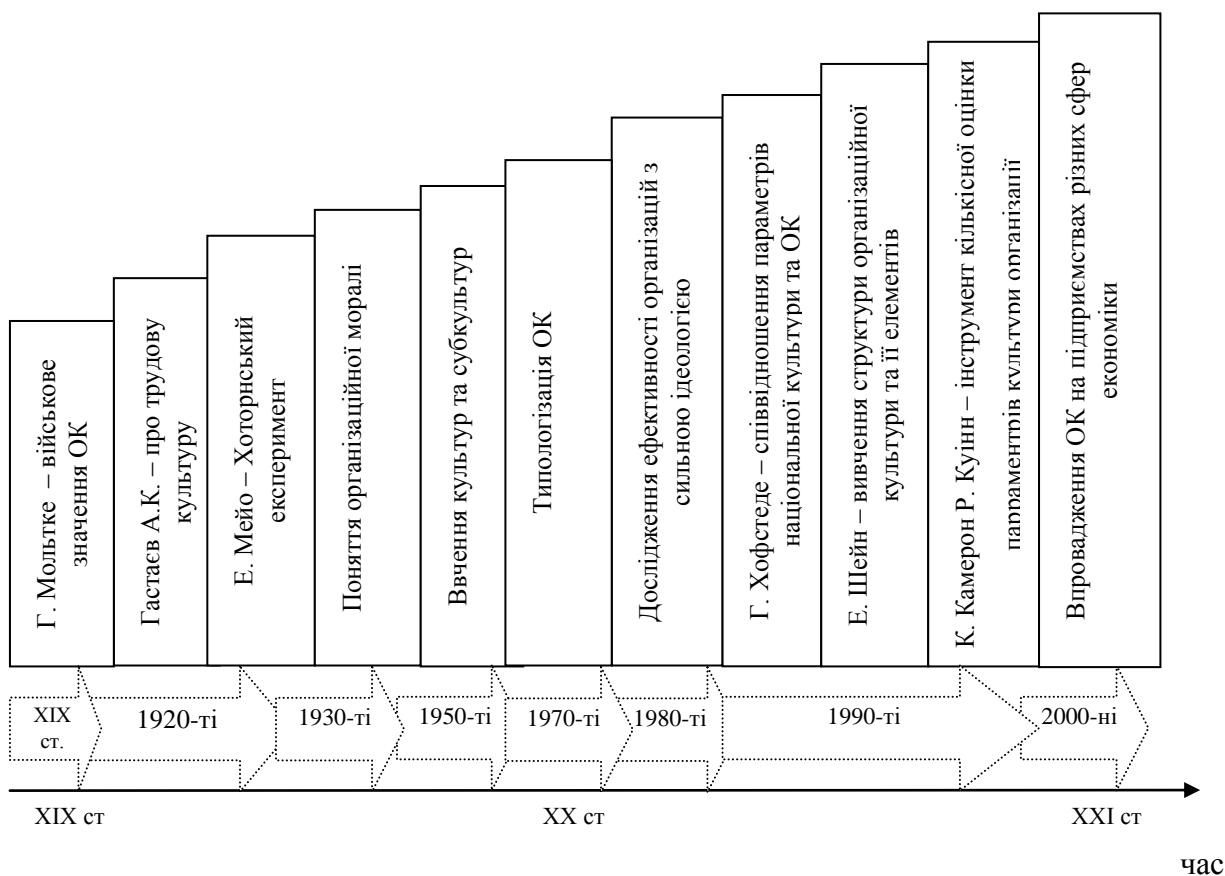 Г. Мольтке – військове
значення ОК
Гастаєв А.К. – про трудову
культуру
Е. Мейо – Хоторнський
експеримент
Поняття організаційної моралі
Ввчення культур та субкультур
Типологізація ОК
Дослідження ефективності організацій з
сильною ідеологією
Г. Хофстеде – співвідношення параметрів
національної культури та ОК
Е. Шейн – вивчення структури організаційної
культури та її елементів
К. Камерон Р. Куінн – інструмент кількісної оцінки
парраментрів культури організації
Впровадження ОК на підприємствах різних сфер
економіки
XIX
ст.
1920-ті
1930-ті
1950-ті
1970-ті
1980-ті
1990-ті
2000-ні
XIX ст
XX ст
XXI ст
час